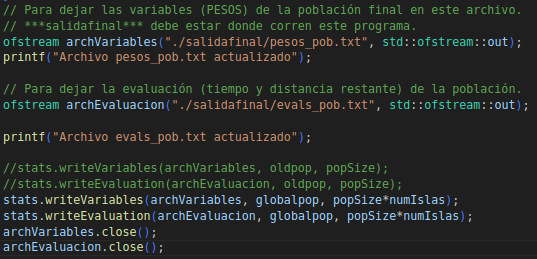 // Para dejar las variables (PESOS) de la población final en este archivo.
// ***salidafinal*** debe estar donde corren este programa.
ofstream archVariables("./salidafinal/pesos_pob.txt", std::ofstream::out);
printf("Archivo pesos_pob.txt actualizado");
// Para dejar la evaluación (tiempo y distancia restante) de la población.
ofstream archEvaluacion("./salidafinal/evals_pob.txt", std::ofstream::out);
printf("Archivo evals_pob.txt actualizado");
//stats.writeVariables(archVariables, oldpop, popSize);
//stats.writeEvaluation(archEvaluacion, oldpop, popSize);
stats.writeVariables(archVariables, globalpop, popSize*numIslas);
stats.writeEvaluation(archEvaluacion, globalpop, popSize*numIslas);
archVariables.close();
archEvaluacion.close();